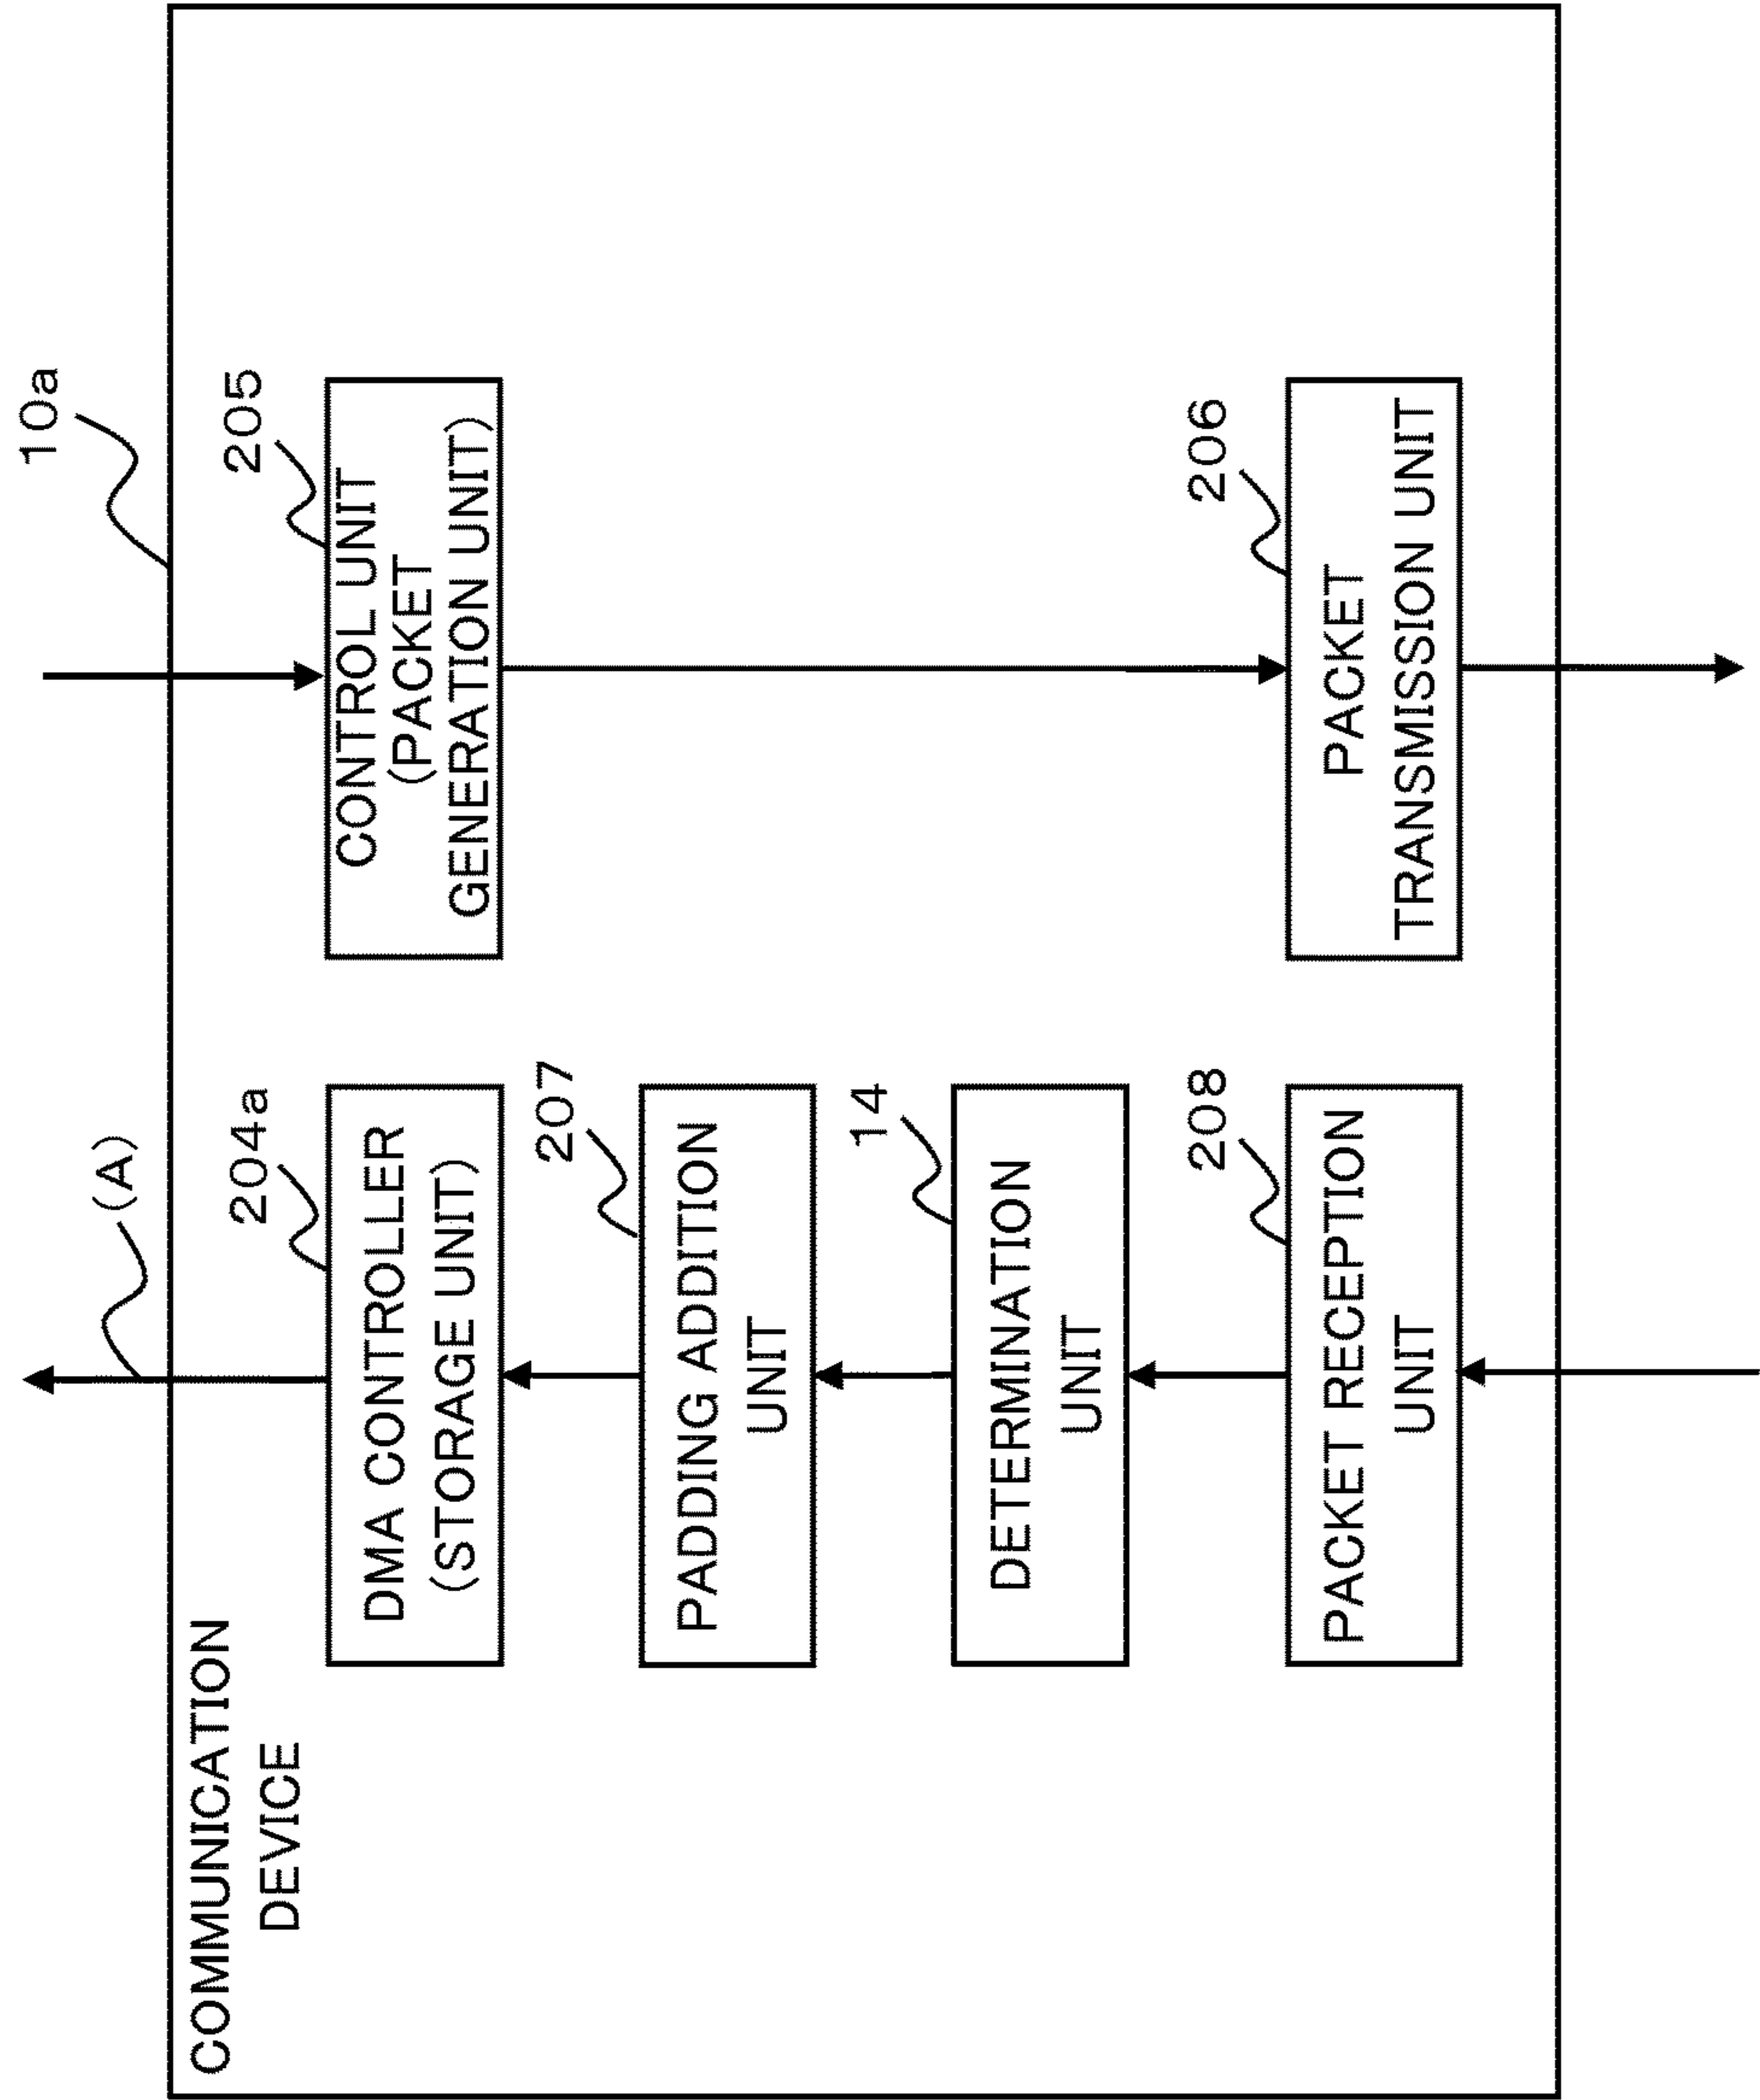 10a
COMMUNICATION
DEVICE
(A)
204a
DMA CONTROLLER
(STORAGE UNIT)
205
CONTROL UNIT
(PACKET
GENERATION UNIT)
207
PADDING ADDITION
UNIT
14
DETERMINATION
UNIT
208
PACKET RECEPTION
UNIT
206
PACKET
TRANSMISSION UNIT